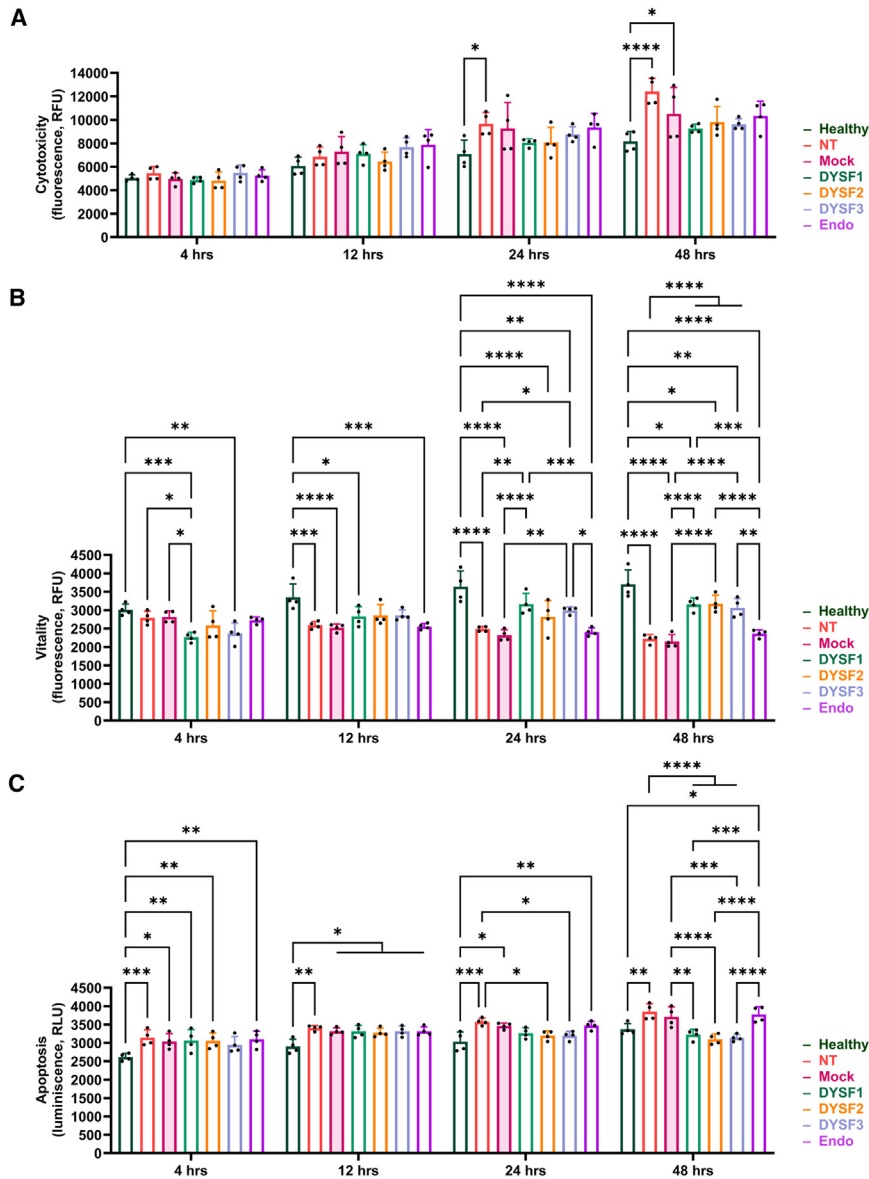 A
*
*
****
14000
12000
10000
8000
6000
4000
2000
0
Cytotoxicity
(fluorescence, RFU)
4 hrs 12 hrs 24 hrs 48 hrs
– Healthy
– NT
– Mock
– DYSF1
– DYSF2
– DYSF3
– Endo
B
**** ****
** ****
**** **
* *
** *** **** * ***
*** * ** *** **** ****
* **** **** **** ****
* *** **** ** * **** **** **
4500
4000
3500
3000
2500
2000
1500
1000
500
0
Vitality
(fluorescence, RFU)
4 hrs 12 hrs 24 hrs 48 hrs
– Healthy
– NT
– Mock
– DYSF1
– DYSF2
– DYSF3
– Endo
C
****
*
** ***
** ** ***
** * ****
* * * ****
*** ** *** * ** ** ****
4500
4000
3500
3000
2500
2000
1500
1000
500
0
Apoptosis
(luminiscence, RLU)
4 hrs 12 hrs 24 hrs 48 hrs
– Healthy
– NT
– Mock
– DYSF1
– DYSF2
– DYSF3
– Endo